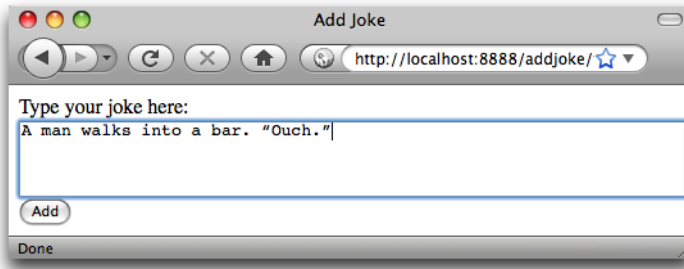 Add Joke
http://localhost:8888/addjoke/
Type your joke here:
A man walks into a bar. “Ouch.”
Add
Done